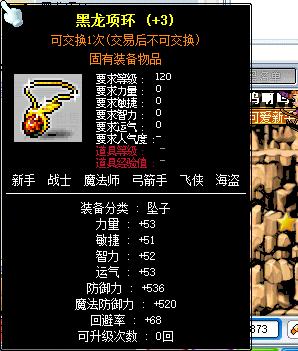 黑龙项环 (+3)
可交换1次(交易后不可交换)
固有装备物品
要求等级： 120
要求力量： 0
要求敏捷： 0
要求智力： 0
要求运气： 0
要求人气度： -
道具等级： -
道具经验值： -
新手 战士 魔法师 弓箭手 飞侠 海盗
装备分类 : 坠子
力量 : +53
敏捷 : +51
智力 : +52
运气 : +53
防御力 : +536
魔法防御力 : +520
回避率 : +68
可升级次数 : 0回
可爱新
873